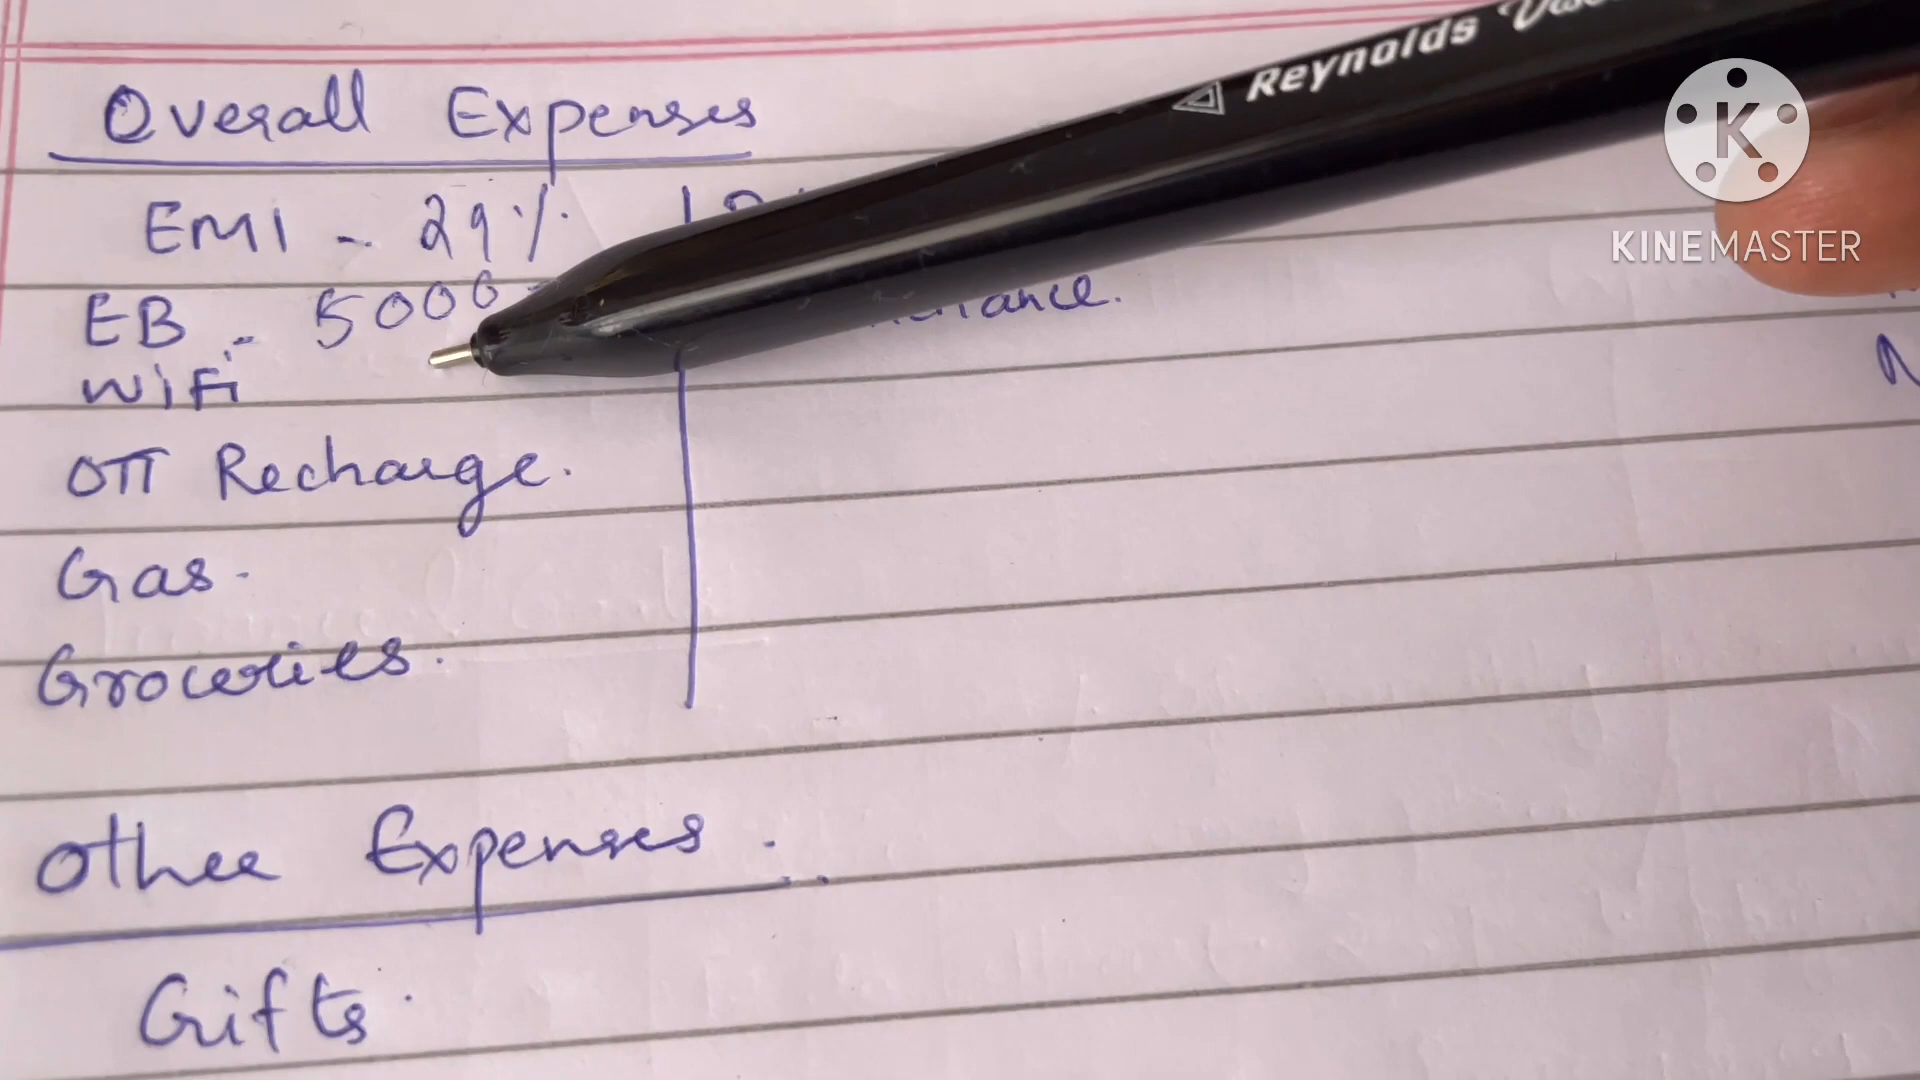 Reynolds
K
KINEMASTER
Overall Expenses
EMI - 29%
EB - 5000
WiFi
OTT Recharge.
Gas.
Groceries.
Other Expenses.
Gifts.